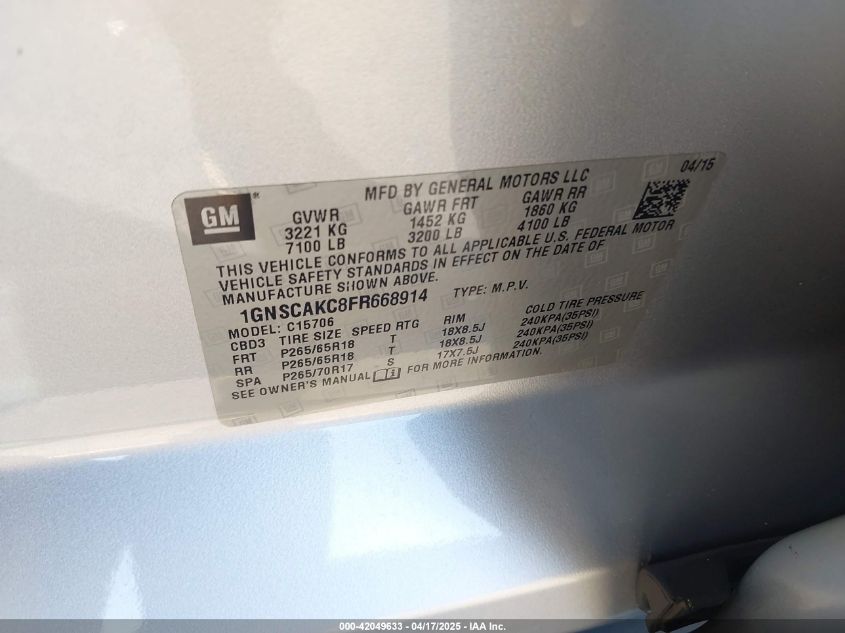 04/15
MFD BY GENERAL MOTORS LLC
GM ®
GVWR GAWR FRT GAWR RR
3221 KG 1452 KG 1860 KG
7100 LB 3200 LB 4100 LB
THIS VEHICLE CONFORMS TO ALL APPLICABLE U.S. FEDERAL MOTOR
VEHICLE SAFETY STANDARDS IN EFFECT ON THE DATE OF
MANUFACTURE SHOWN ABOVE.
1GNSCAKC8FR668914 TYPE: M.P.V.
MODEL: C15706
CBD3 TIRE SIZE SPEED RTG RIM COLD TIRE PRESSURE
FRT P265/65R18 T 18X8.5J 240KPA(35PSI)
RR P265/65R18 T 18X8.5J 240KPA(35PSI)
SPA P265/70R17 S 17X7.5J 240KPA(35PSI)
SEE OWNER'S MANUAL FOR MORE INFORMATION.
000-42049633 - 04/17/2025 - IAA Inc.